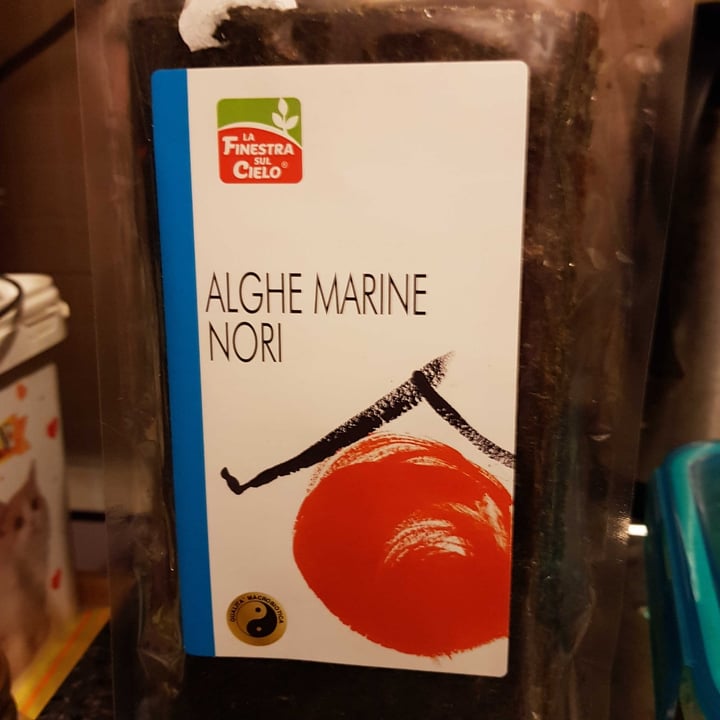 LA
FINESTRA
SUL
CIELO®
ALGHE MARINE
NORI
QUALITÀ MACROBIOTICA